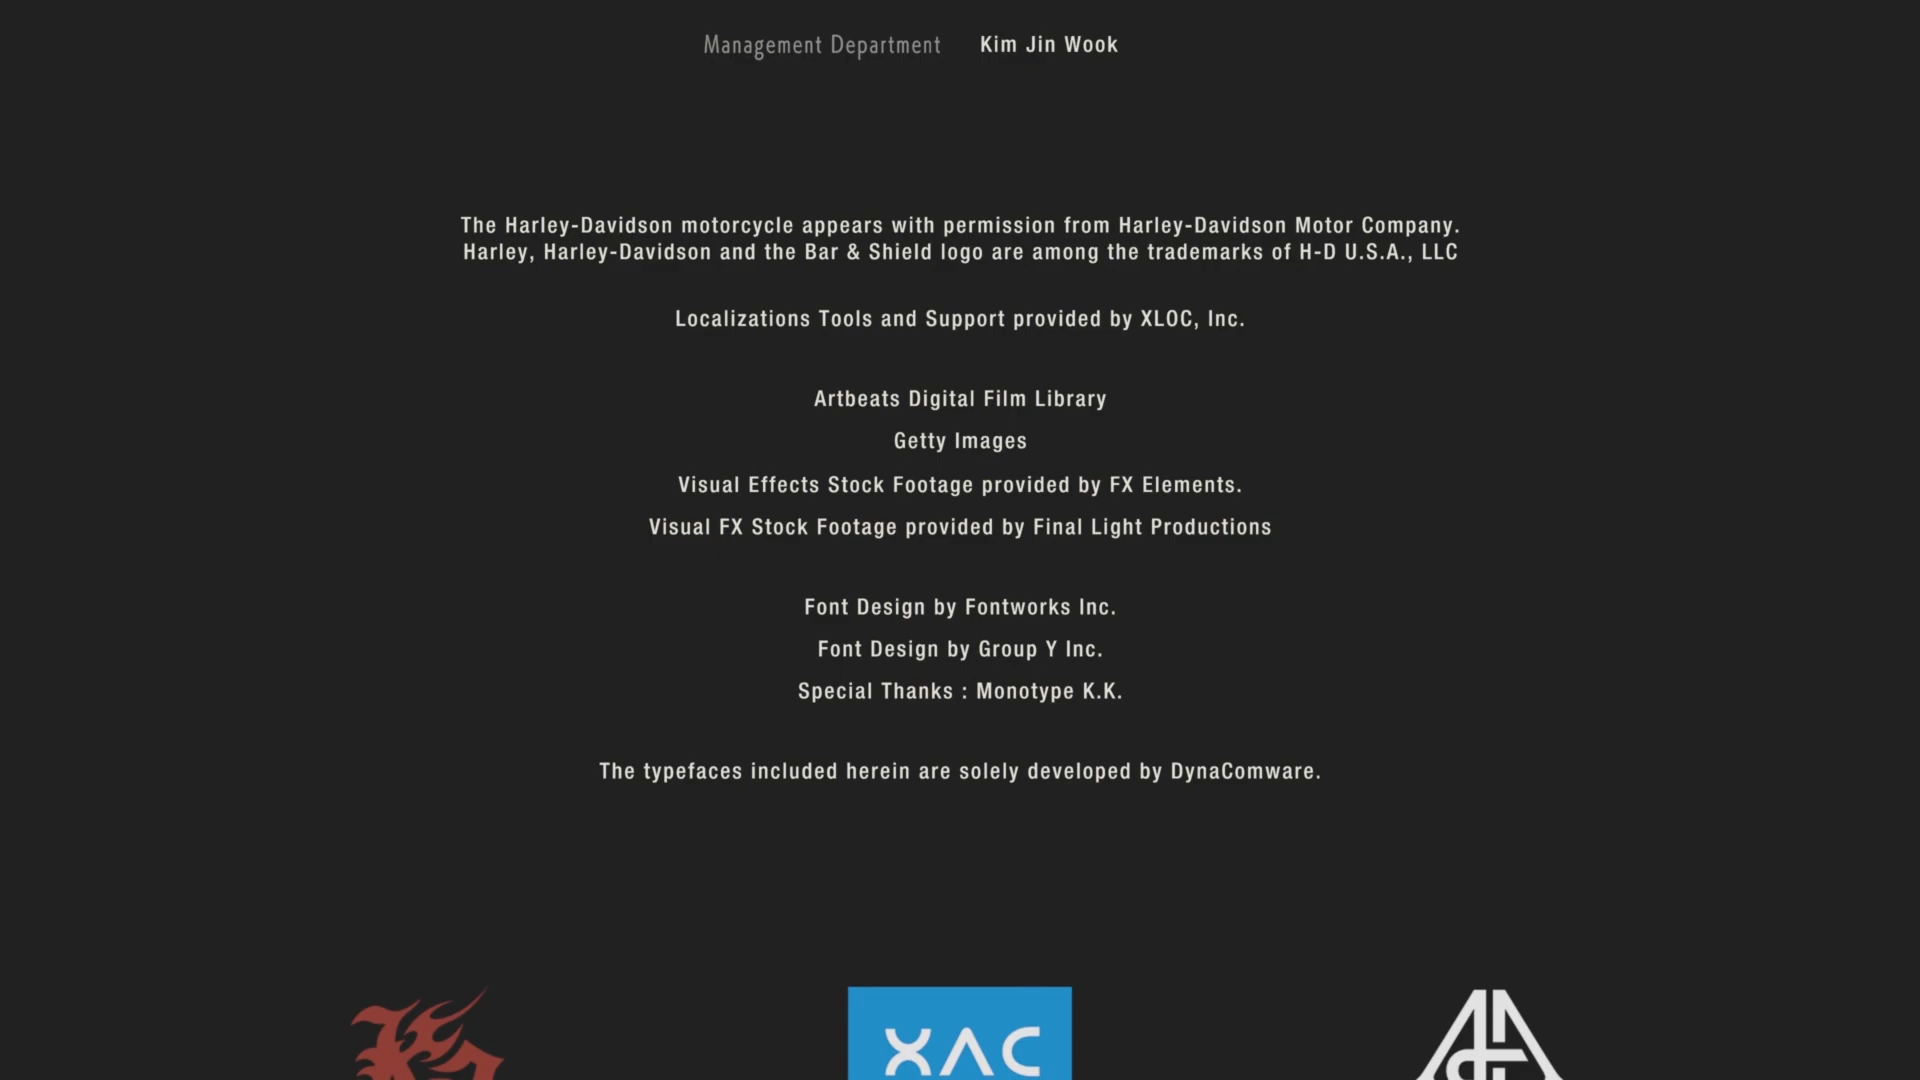 Management Department Kim Jin Wook
The Harley-Davidson motorcycle appears with permission from Harley-Davidson Motor Company.
Harley, Harley-Davidson and the Bar & Shield logo are among the trademarks of H-D U.S.A., LLC
Localizations Tools and Support provided by XLOC, Inc.
Artbeats Digital Film Library
Getty Images
Visual Effects Stock Footage provided by FX Elements.
Visual FX Stock Footage provided by Final Light Productions
Font Design by Fontworks Inc.
Font Design by Group Y Inc.
Special Thanks : Monotype K.K.
The typefaces included herein are solely developed by DynaComware.
XAC